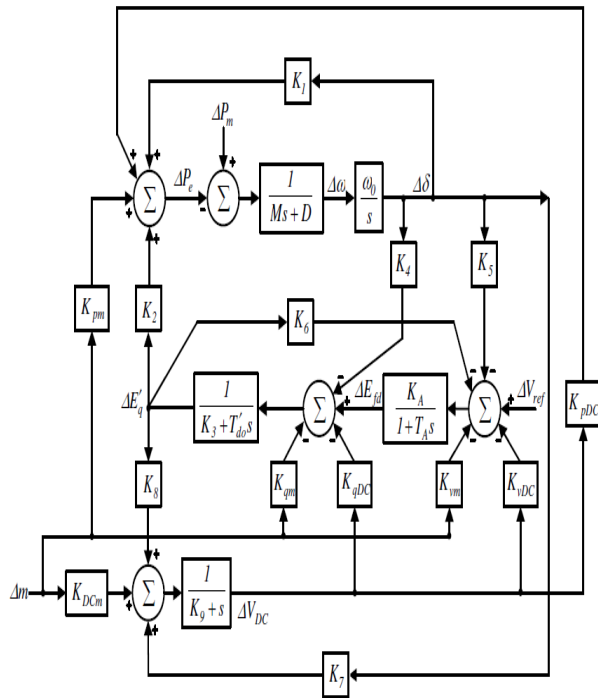 K1
ΔPm
+ + +
Σ ΔPe Σ 1 Δω ω0 Δδ
+ - Ms + D s
+
K4 K5
Kpm K2
K6
- - -
ΔE′q 1 Σ ΔEfd KA Σ ΔVref
K3 + T′do s + 1 + TA s +
- - - -
KpDC
K8 Kqm KqDC Kvm KvDC
+
Δm KDCm Σ 1 ΔVDC
+ K9 + s
+
K7